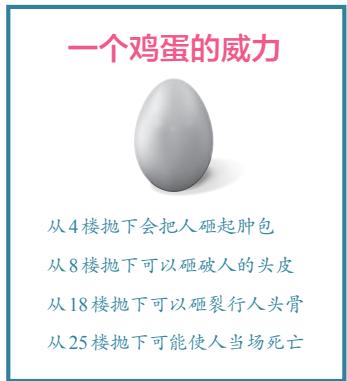 一个鸡蛋的威力
从4楼抛下会把人砸起肿包
从8楼抛下可以砸破人的头皮
从18楼抛下可以砸裂行人头骨
从25楼抛下可能使人当场死亡